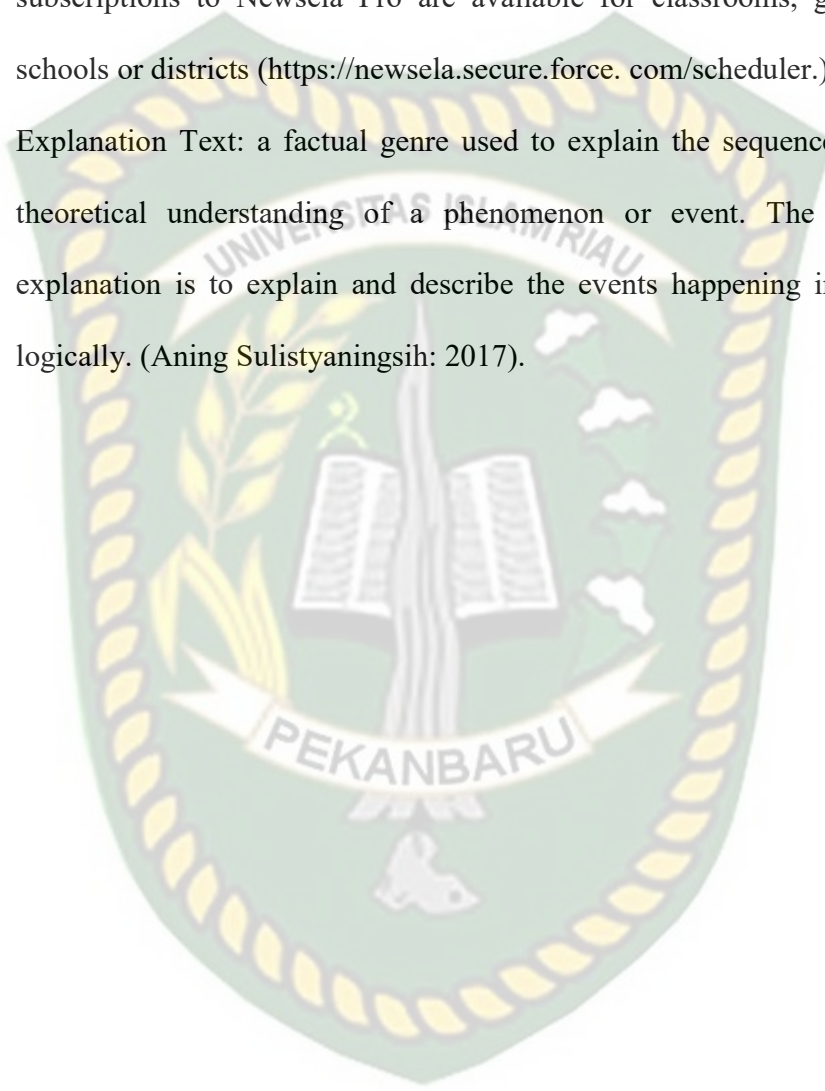 subscriptions to Newsela Pro are available for classrooms, g
schools or districts (https://newsela.secure.force. com/scheduler.)
Explanation Text: a factual genre used to explain the sequence
theoretical understanding of a phenomenon or event. The
explanation is to explain and describe the events happening i
logically. (Aning Sulistyaningsih: 2017).
UNIVERSITAS ISLAM RIAU
PEKANBARU